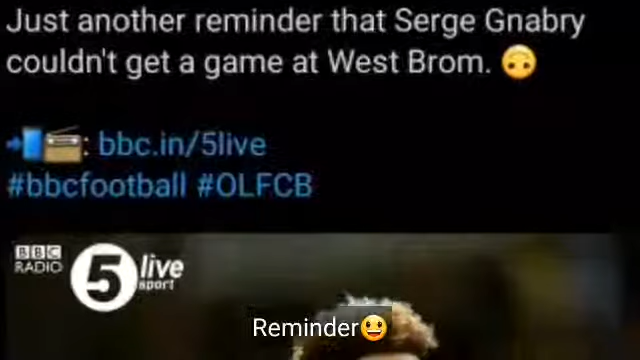 Just another reminder that Serge Gnabry
couldn't get a game at West Brom. 🙃
📲📻: bbc.in/5live
#bbcfootball #OLFCB
BBC
RADIO
5 live
sport
Reminder😀